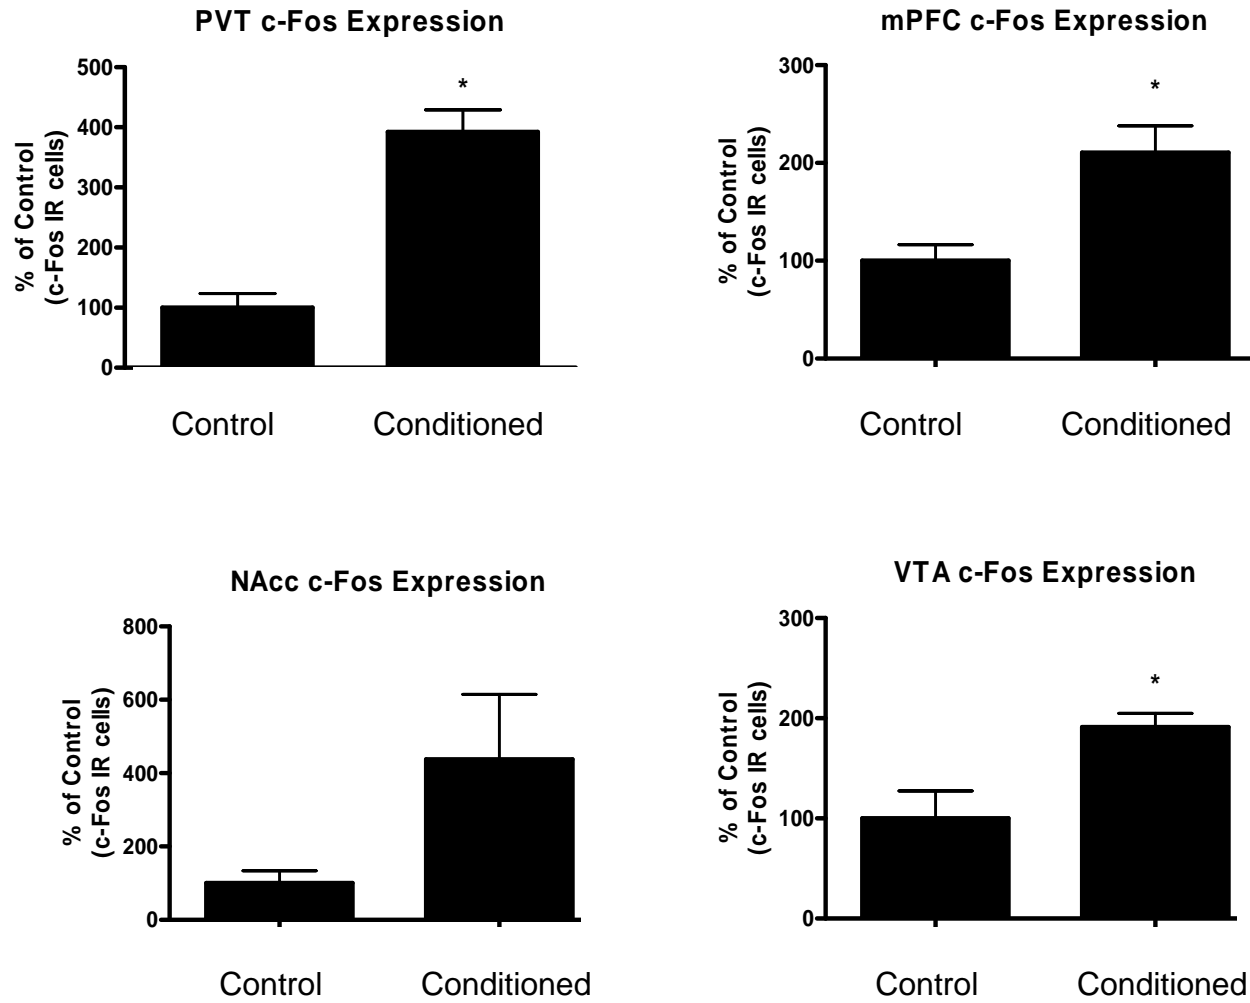 PVT c-Fos Expression
% of Control
(c-Fos IR cells)
500
400
300
200
100
0
*
Control Conditioned
mPFC c-Fos Expression
% of Control
(c-Fos IR cells)
300
200
100
0
*
Control Conditioned
NAcc c-Fos Expression
% of Control
(c-Fos IR cells)
800
600
400
200
0
Control Conditioned
VTA c-Fos Expression
% of Control
(c-Fos IR cells)
300
200
100
0
*
Control Conditioned